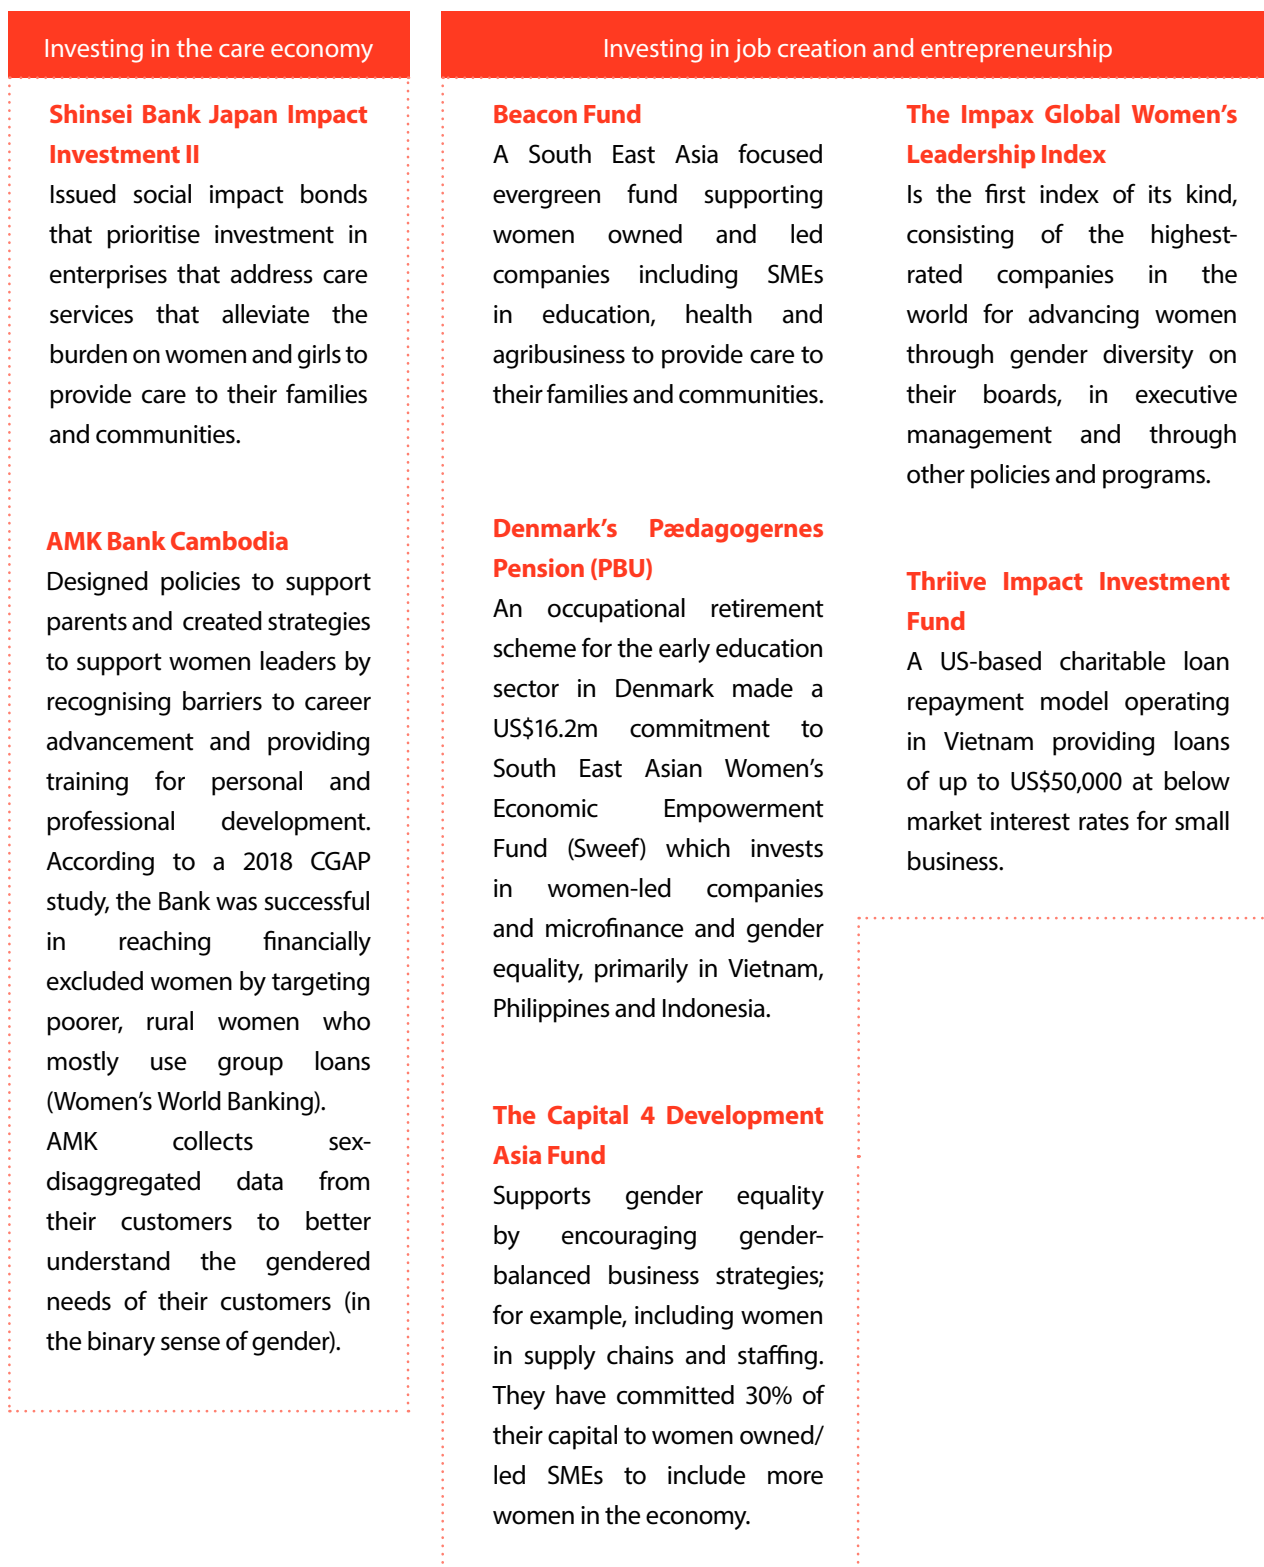 Investing in the care economy
Shinsei Bank Japan Impact
Investment II
Issued social impact bonds
that prioritise investment in
enterprises that address care
services that alleviate the
burden on women and girls to
provide care to their families
and communities.
AMK Bank Cambodia
Designed policies to support
parents and created strategies
to support women leaders by
recognising barriers to career
advancement and providing
training for personal and
professional development.
According to a 2018 CGAP
study, the Bank was successful
in reaching financially
excluded women by targeting
poorer, rural women who
mostly use group loans
(Women's World Banking).
AMK collects sex-
disaggregated data from
their customers to better
understand the gendered
needs of their customers (in
the binary sense of gender).
Investing in job creation and entrepreneurship
Beacon Fund
A South East Asia focused
evergreen fund supporting
women owned and led
companies including SMEs
in education, health and
agribusiness to provide care to
their families and communities.
Denmark's Pædagogernes
Pension (PBU)
An occupational retirement
scheme for the early education
sector in Denmark made a
US$16.2m commitment to
South East Asian Women's
Economic Empowerment
Fund (Sweef) which invests
in women-led companies
and microfinance and gender
equality, primarily in Vietnam,
Philippines and Indonesia.
The Capital 4 Development
Asia Fund
Supports gender equality
by encouraging gender-
balanced business strategies;
for example, including women
in supply chains and staffing.
They have committed 30% of
their capital to women owned/
led SMEs to include more
women in the economy.
The Impax Global Women's
Leadership Index
Is the first index of its kind,
consisting of the highest-
rated companies in the
world for advancing women
through gender diversity on
their boards, in executive
management and through
other policies and programs.
Thriive Impact Investment
Fund
A US-based charitable loan
repayment model operating
in Vietnam providing loans
of up to US$50,000 at below
market interest rates for small
business.